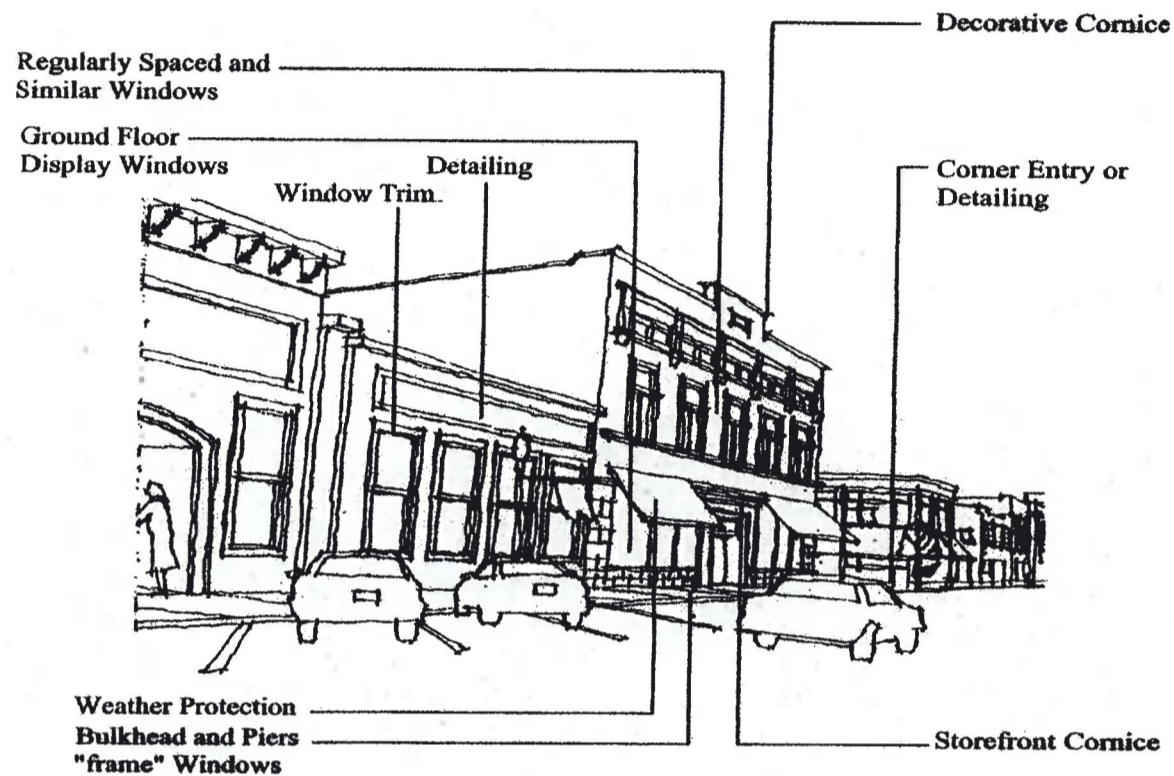 Decorative Cornice
Regularly Spaced and
Similar Windows
Ground Floor
Display Windows
Detailing
Window Trim
Corner Entry or
Detailing
Weather Protection
Bulkhead and Piers
"frame" Windows
Storefront Cornice